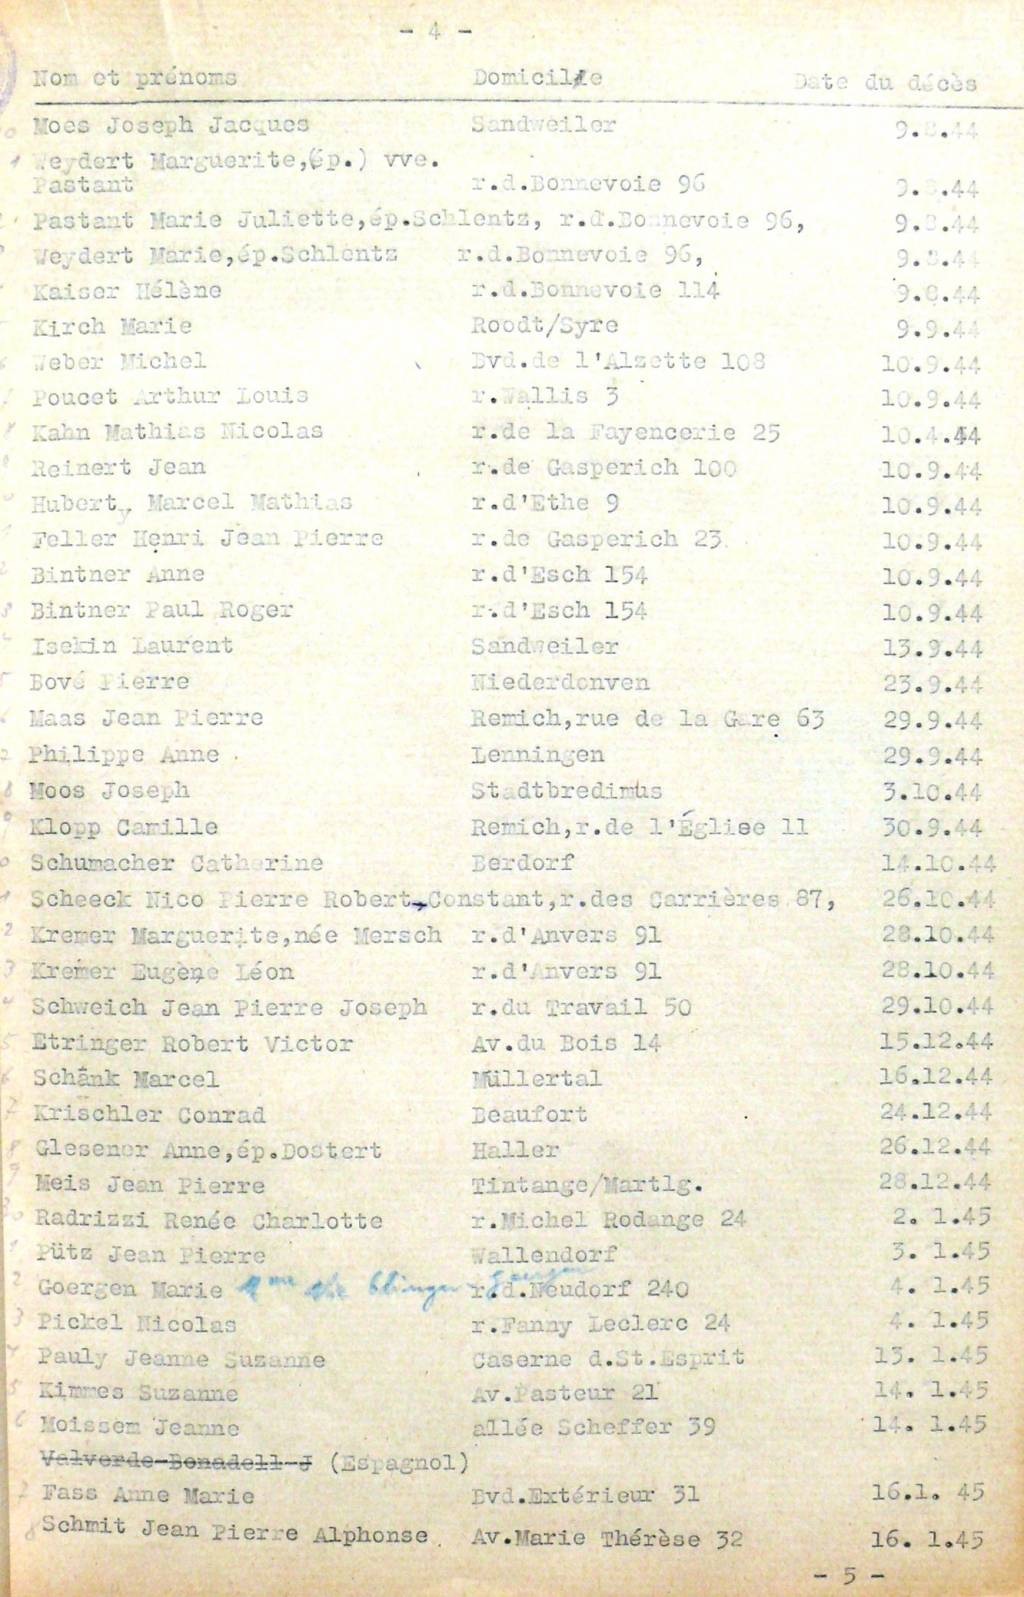 - 4 -
Nom et prénoms Domicile Date du décès
Moes Joseph Jacques Sandweiler 9.8.44
Weydert Marguerite,(ép.) vve.
Pastant r.d.Bonnevoie 96 9.8.44
Pastant Marie Juliette,ép.Schlentz, r.d.Bonnevoie 96, 9.8.44
Weydert Marie,ép.Schlentz r.d.Bonnevoie 96, 9.8.44
Kaiser Hélène r.d.Bonnevoie 114 9.8.44
Kirch Marie Roodt/Syre 9.9.44
Weber Michel Bvd.de l'Alzette 108 10.9.44
Poucet Arthur Louis r.Wallis 3 10.9.44
Kahn Mathias Nicolas r.de la Fayencerie 25 10.4.44
Reinert Jean r.de Gasperich 100 10.9.44
Hubert, Marcel Mathias r.d'Ethe 9 10.9.44
Feller Henri Jean Pierre r.de Gasperich 23 10.9.44
Bintner Anne r.d'Esch 154 10.9.44
Bintner Paul Roger r.d'Esch 154 10.9.44
Isekin Laurent Sandweiler 13.9.44
Bové Pierre Niederdonven 23.9.44
Maas Jean Pierre Remich,rue de la Gare 63 29.9.44
Philippe Anne Lenningen 29.9.44
Moos Joseph Stadtbredimus 3.10.44
Klopp Camille Remich,r.de l'Église 11 30.9.44
Schumacher Catherine Berdorf 14.10.44
Scheeck Nico Pierre Robert,Constant,r.des Carrières 87, 26.10.44
Kremer Marguerite,née Mersch r.d'Anvers 91 28.10.44
Kremer Eugène Léon r.d'Anvers 91 28.10.44
Schweich Jean Pierre Joseph r.du Travail 50 29.10.44
Etringer Robert Victor Av.du Bois 14 15.12.44
Schänk Marcel Müllertal 16.12.44
Krischler Conrad Beaufort 24.12.44
Glesener Anne,ép.Dostert Haller 26.12.44
Meis Jean Pierre Tintange/Martlg. 28.12.44
Radrizzi Renée Charlotte r.Michel Rodange 24 2. 1.45
Pütz Jean Pierre Wallendorf 3. 1.45
Goergen Marie r.d.Neudorf 240 4. 1.45
Pickel Nicolas r.Fanny Leclerc 24 4. 1.45
Pauly Jeanne Suzanne Caserne d.St.Esprit 13. 1.45
Kimmes Suzanne Av.Pasteur 21 14. 1.45
Moissem Jeanne allée Scheffer 39 14. 1.45
Valverde-Bonadell-J (Espagnol)
Fass Anne Marie Bvd.Extérieur 31 16.1. 45
Schmit Jean Pierre Alphonse. Av.Marie Thérèse 32 16. 1.45
- 5 -